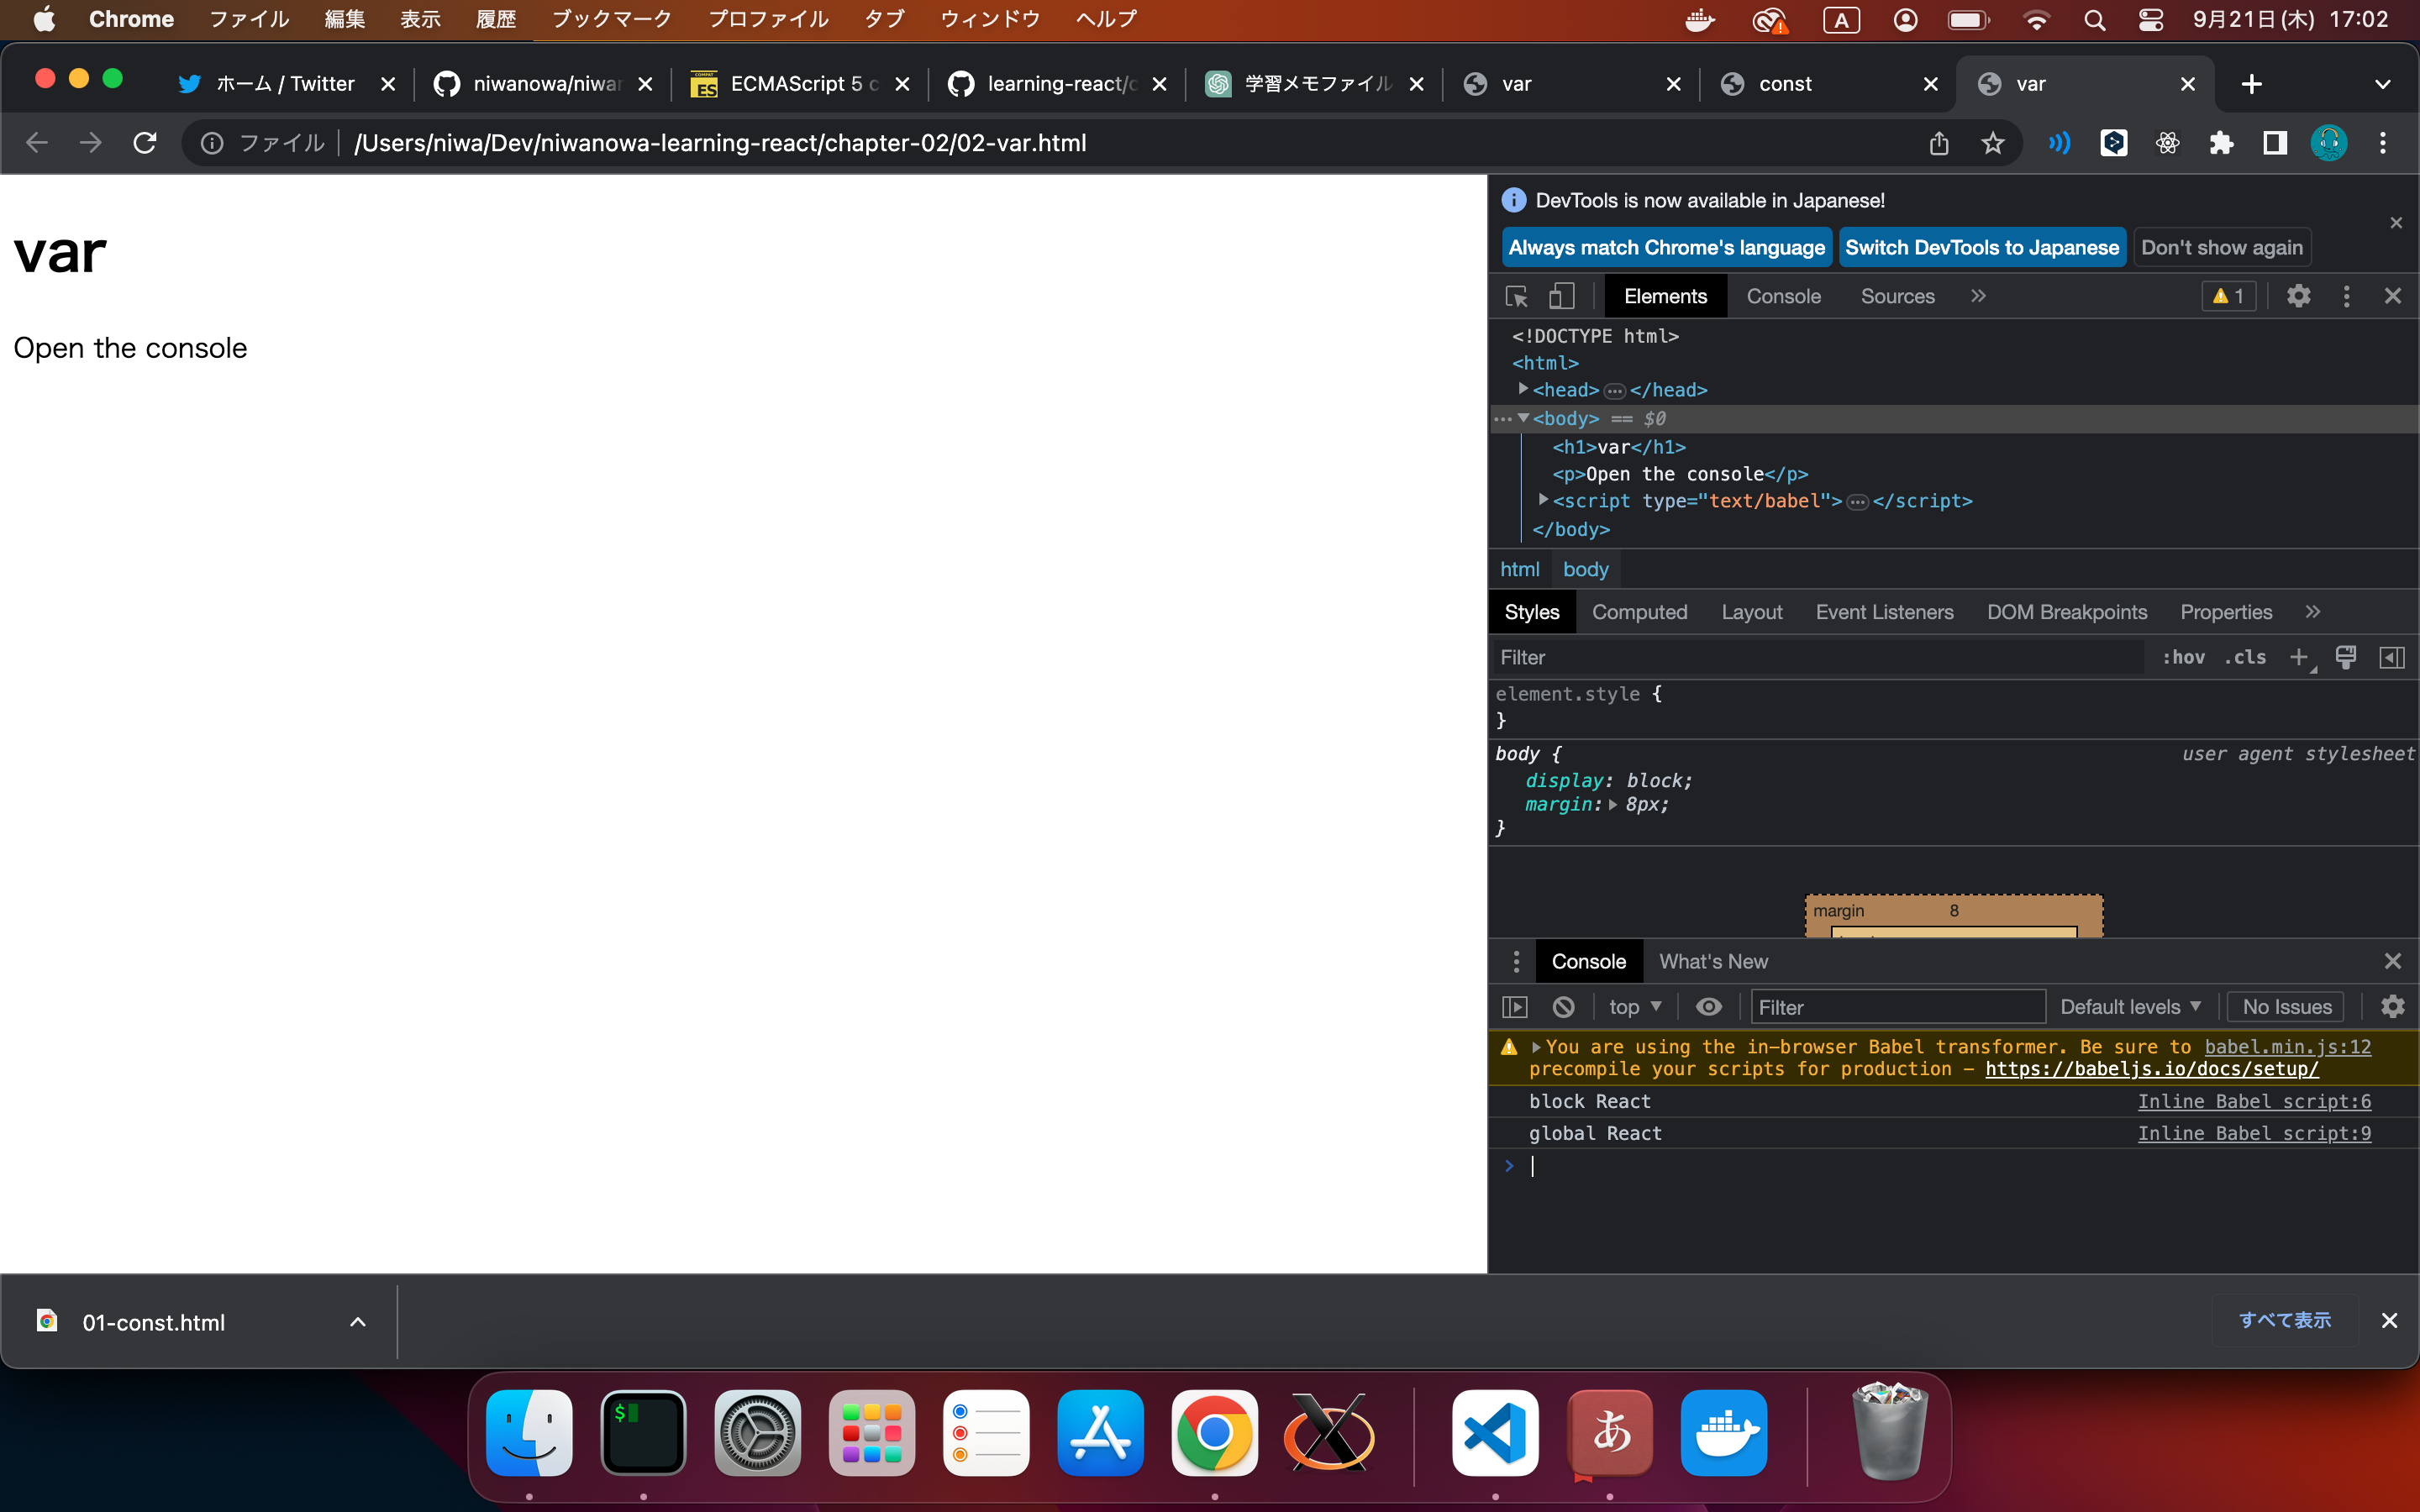 Chrome ファイル 編集 表示 履歴 ブックマーク プロファイル タブ ウィンドウ ヘルプ A 9月21日(木) 17:02
ホーム / Twitter niwanowa/niwar ECMAScript 5 c learning-react/c 学習メモファイル var const var
ファイル /Users/niwa/Dev/niwanowa-learning-react/chapter-02/02-var.html
var
Open the console
DevTools is now available in Japanese!
Always match Chrome's language Switch DevTools to Japanese Don't show again
Elements Console Sources » 1
<!DOCTYPE html>
<html>
<head> ⋯ </head>
⋯ <body> == $0
<h1>var</h1>
<p>Open the console</p>
<script type="text/babel"> ⋯ </script>
</body>
html body
Styles Computed Layout Event Listeners DOM Breakpoints Properties »
Filter :hov .cls +
element.style {
}
body { user agent stylesheet
display: block;
margin: 8px;
}
margin 8
Console What's New
top Filter Default levels No Issues
You are using the in-browser Babel transformer. Be sure to babel.min.js:12
precompile your scripts for production – https://babeljs.io/docs/setup/
block React Inline Babel script:6
global React Inline Babel script:9
>
01-const.html すべて表示
$ あ